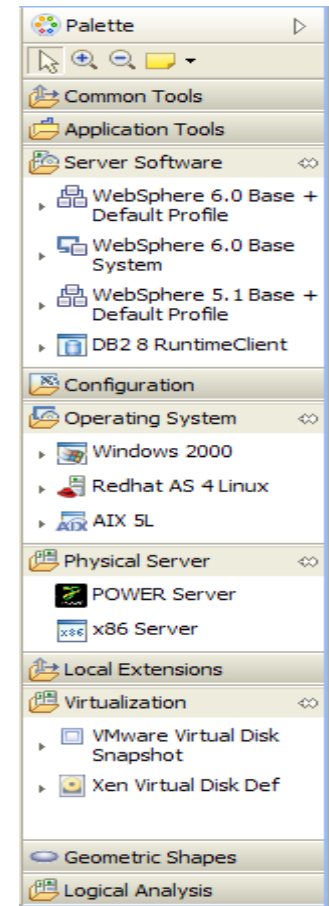 Palette
Common Tools
Application Tools
Server Software
WebSphere 6.0 Base +
Default Profile
WebSphere 6.0 Base
System
WebSphere 5.1 Base +
Default Profile
DB2 8 RuntimeClient
Configuration
Operating System
Windows 2000
Redhat AS 4 Linux
AIX AIX 5L
Physical Server
POWER Server
x86 x86 Server
Local Extensions
Virtualization
VMware Virtual Disk
Snapshot
Xen Virtual Disk Def
Geometric Shapes
Logical Analysis